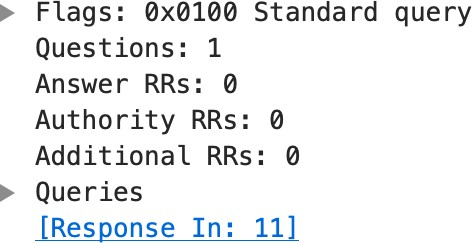 Flags: 0x0100 Standard query
Questions: 1
Answer RRs: 0
Authority RRs: 0
Additional RRs: 0
Queries
[Response In: 11]